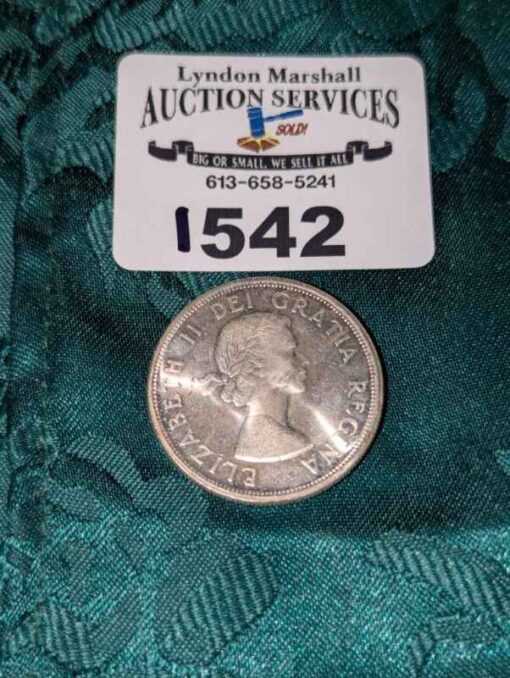 Lyndon Marshall
AUCTION SERVICES
SOLD!
BIG OR SMALL, WE SELL IT ALL
613-658-5241
1542
ELIZABETH II DEI GRATIA REGINA